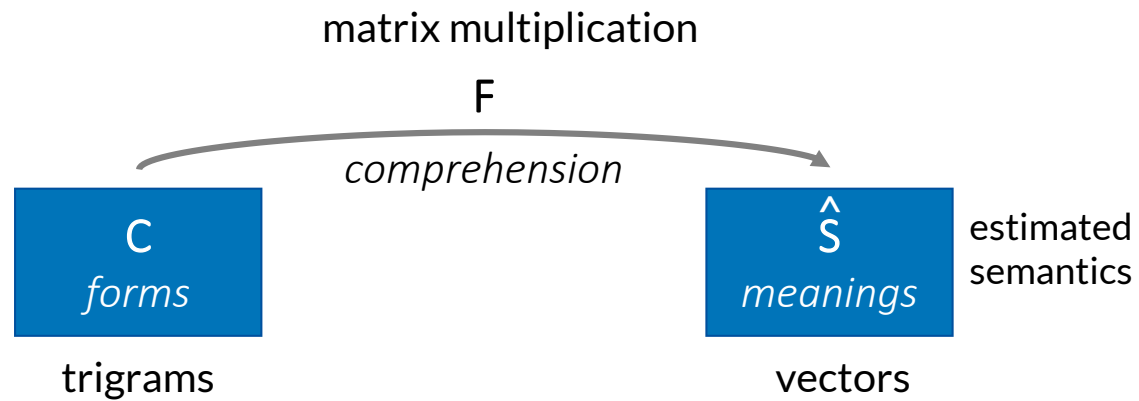 matrix multiplication
F
comprehension
C
forms
trigrams
Ŝ
meanings
vectors
estimated
semantics